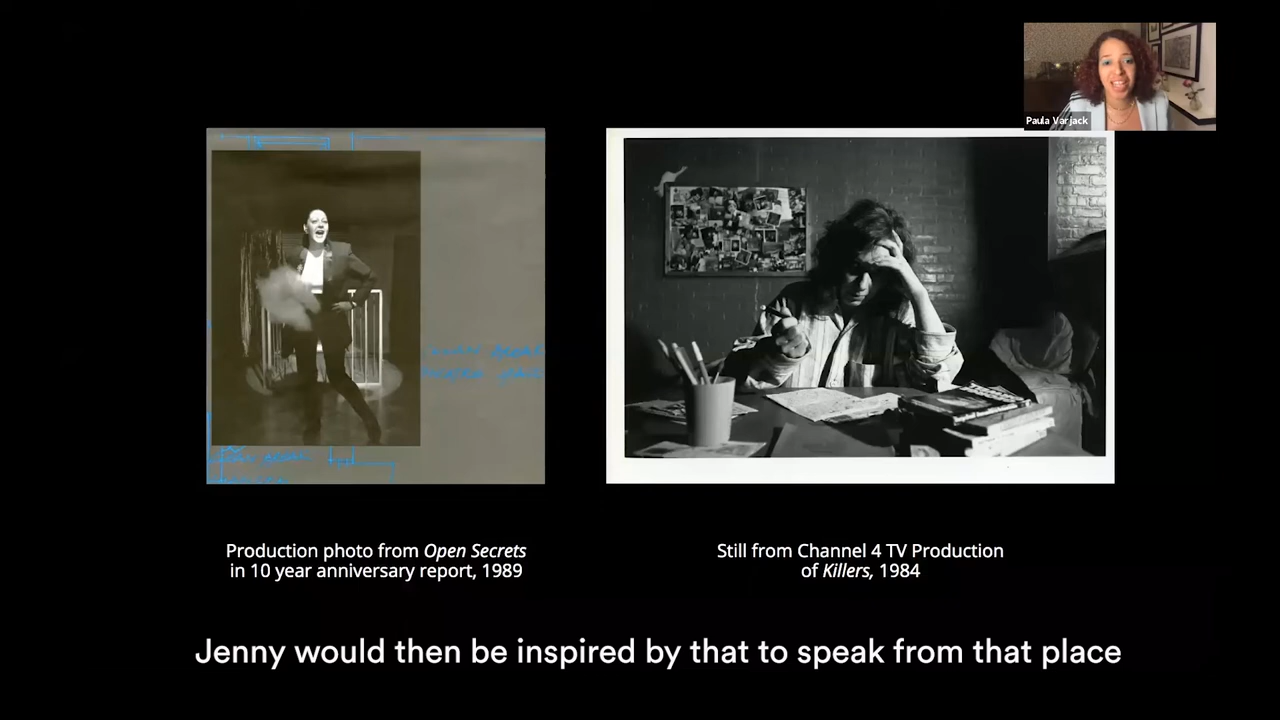 Paula Varjack
Production photo from Open Secrets
in 10 year anniversary report, 1989
Still from Channel 4 TV Production
of Killers, 1984
Jenny would then be inspired by that to speak from that place